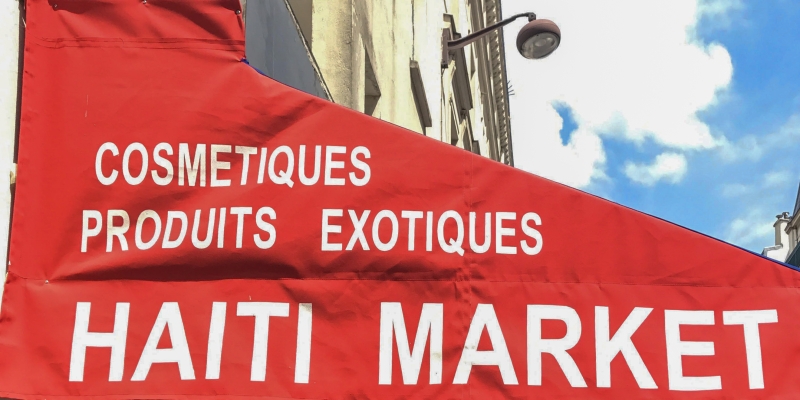 COSMETIQUES
PRODUITS EXOTIQUES
HAITI MARKET